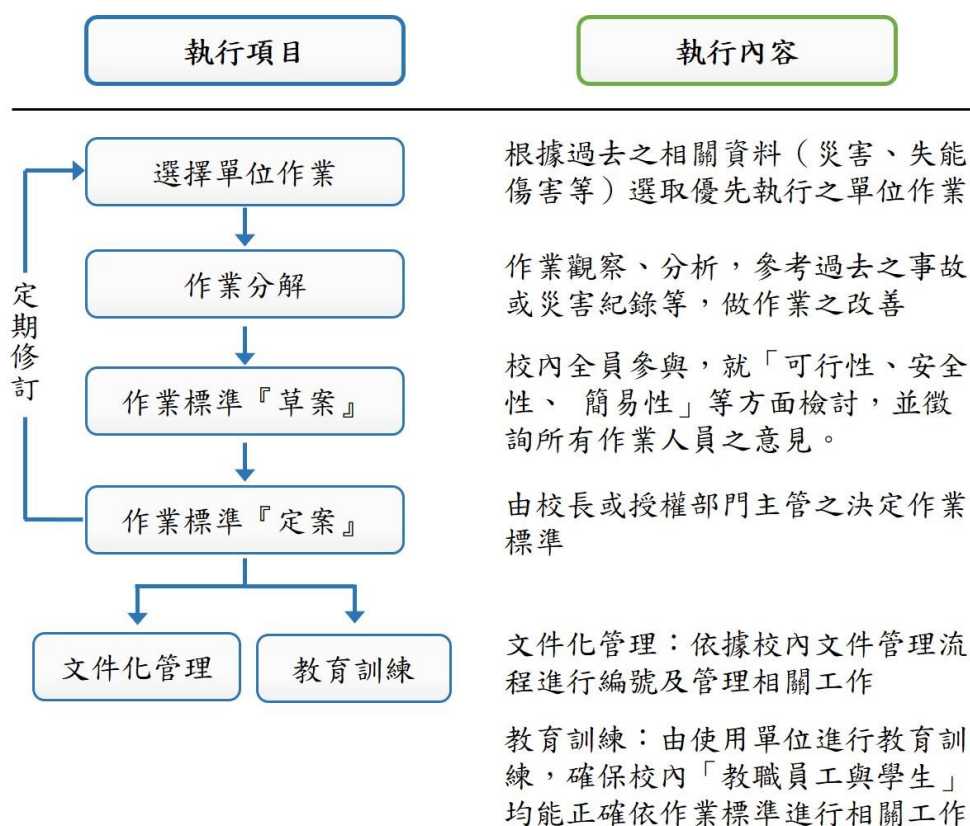 執行項目
執行內容
選擇單位作業
根據過去之相關資料（災害、失能
傷害等）選取優先執行之單位作業
作業分解
作業觀察、分析，參考過去之事故
或災害紀錄等，做作業之改善
定期修訂
作業標準『草案』
校內全員參與，就「可行性、安全
性、 簡易性」等方面檢討，並徵
詢所有作業人員之意見。
作業標準『定案』
由校長或授權部門主管之決定作業
標準
文件化管理
教育訓練
文件化管理：依據校內文件管理流
程進行編號及管理相關工作
教育訓練：由使用單位進行教育訓
練，確保校內「教職員工與學生」
均能正確依作業標準進行相關工作